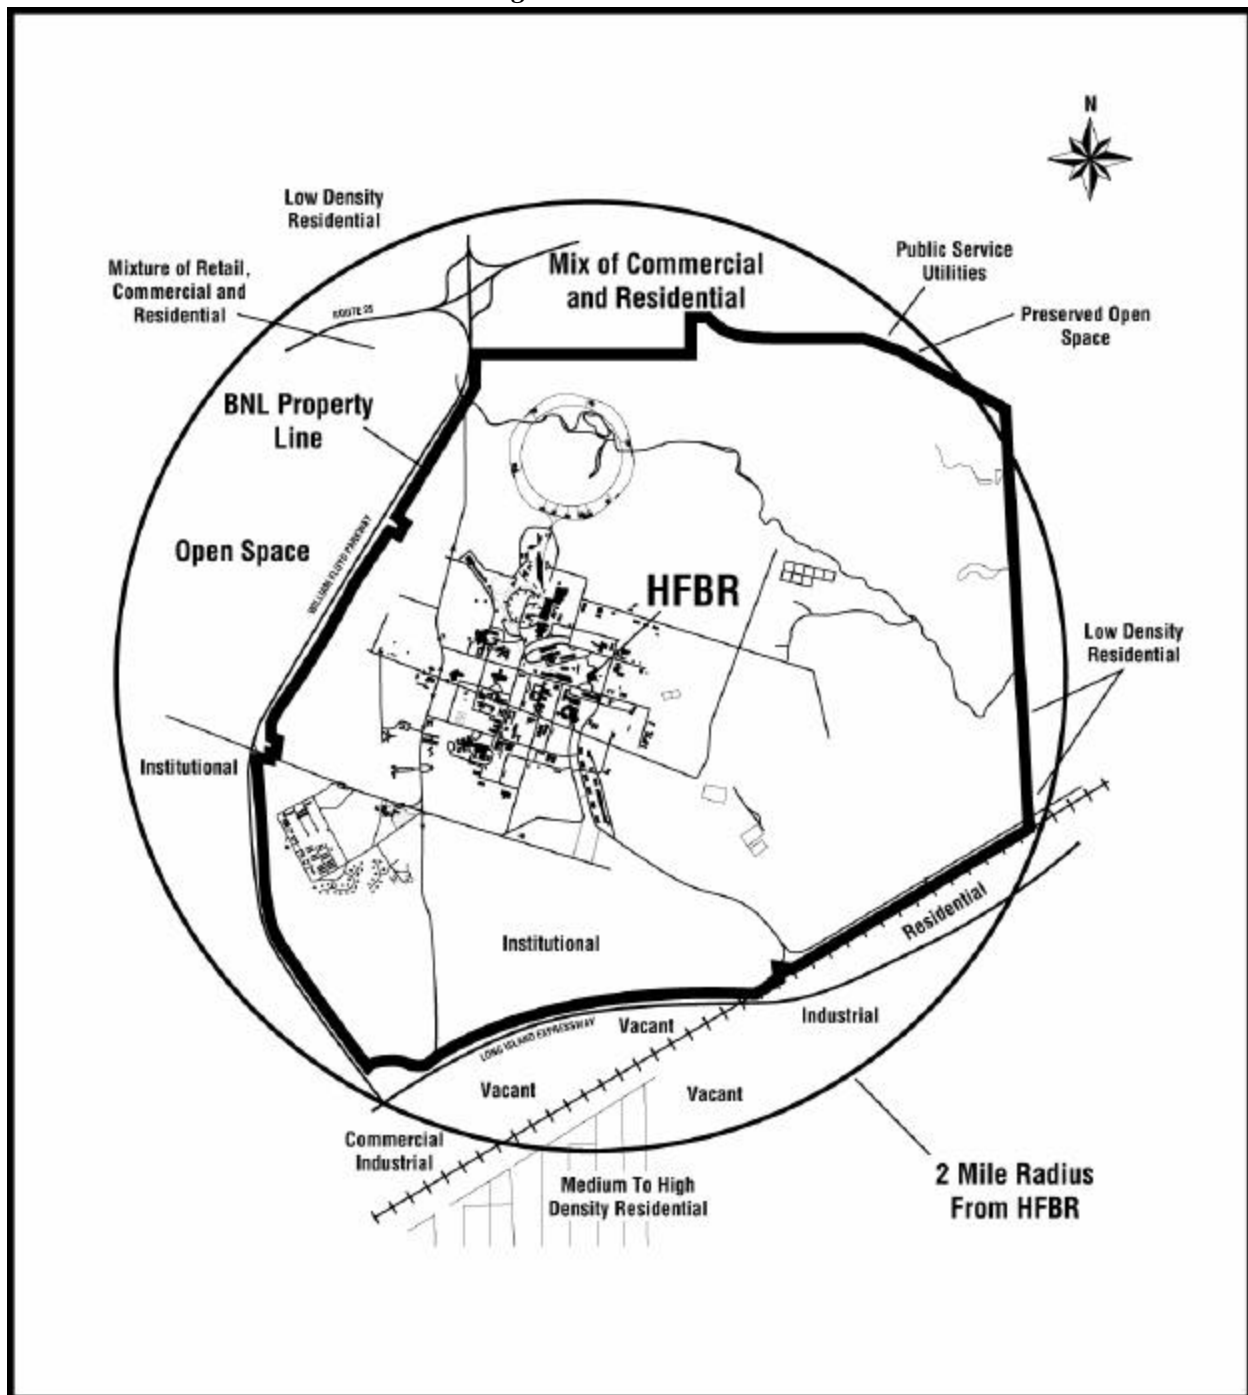 N
Low Density
Residential
Mix of Commercial
and Residential
Public Service
Utilities
Mixture of Retail,
Commercial and
Residential
ROUTE 25
Preserved Open
Space
BNL Property
Line
Open Space
WILLIAM FLOYD PARKWAY
HFBR
Low Density
Residential
Institutional
Residential
Institutional
Industrial
Vacant
LONG ISLAND EXPRESSWAY
Vacant
Vacant
Commercial
Industrial
2 Mile Radius
From HFBR
Medium To High
Density Residential